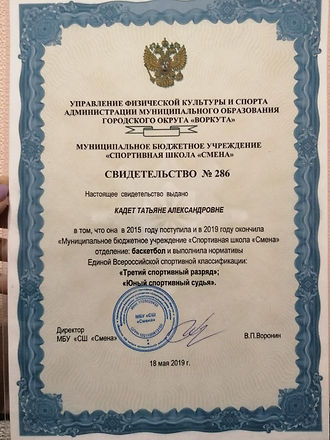 УПРАВЛЕНИЕ ФИЗИЧЕСКОЙ КУЛЬТУРЫ И СПОРТА
АДМИНИСТРАЦИИ МУНИЦИПАЛЬНОГО ОБРАЗОВАНИЯ
ГОРОДСКОГО ОКРУГА «ВОРКУТА»
МУНИЦИПАЛЬНОЕ БЮДЖЕТНОЕ УЧРЕЖДЕНИЕ
«СПОРТИВНАЯ ШКОЛА «СМЕНА»
СВИДЕТЕЛЬСТВО № 286
Настоящее свидетельство выдано
КАДЕТ ТАТЬЯНЕ АЛЕКСАНДРОВНЕ
в том, что она в 2015 году поступила и в 2019 году окончила
«Муниципальное бюджетное учреждение «Спортивная школа «Смена»
отделение: баскетбол и выполнила нормативы
Единой Всероссийской спортивной классификации:
«Третий спортивный разряд»;
«Юный спортивный судья».
МБУ «СШ
«Смена»
Директор
МБУ «СШ «Смена»
В.П.Воронин
18 мая 2019 г.